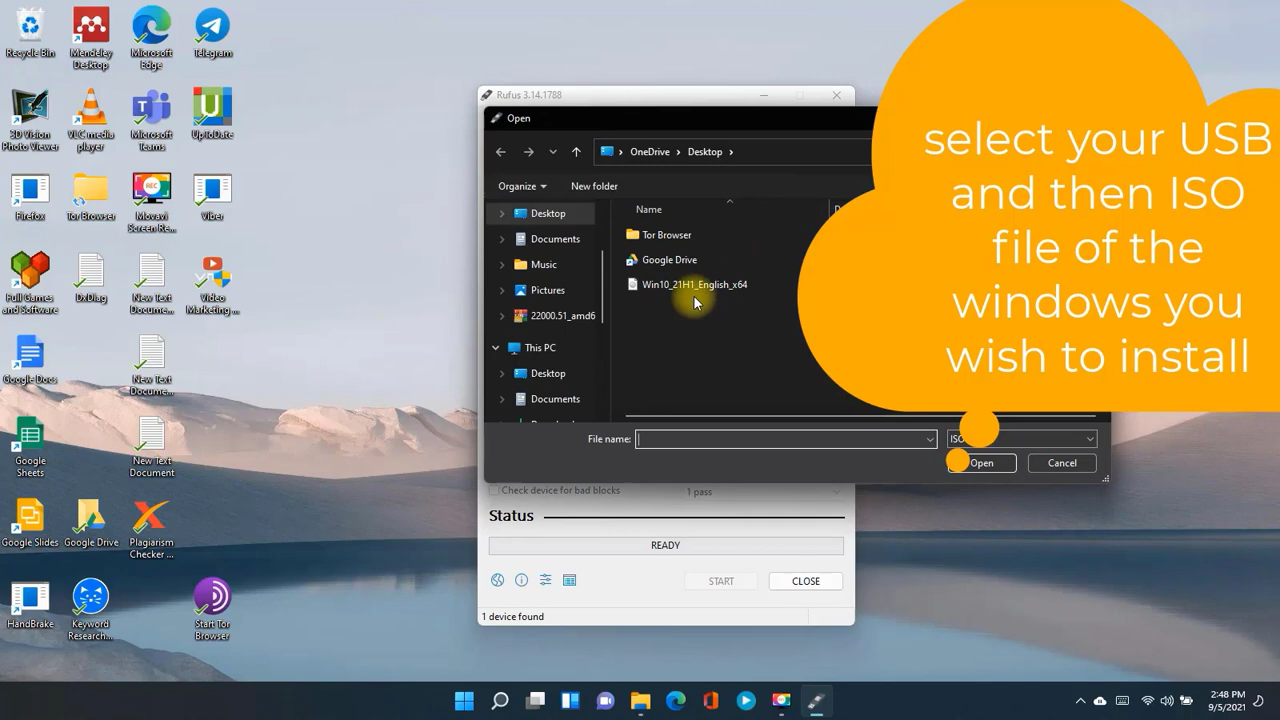 Recycle Bin
Mendeley
Desktop
Microsoft
Edge
Telegram
3D Vision
Photo Viewer
VLC media
player
Microsoft
Teams
UpToDate
Firefox
Tor Browser
REC
Movavi
Screen Re...
Viber
Full Games
and Software
DxDiag
New Text
Docume...
Video
Marketing ...
Google Docs
New Text
Docume...
Google
Sheets
New Text
Document
Google Slides
Google Drive
Plagiarism
Checker ...
HandBrake
Keyword
Research...
Start Tor
Browser
Rufus 3.14.1788
Open
OneDrive
Desktop
Organize
New folder
Desktop
Documents
Music
Pictures
22000.51_amd6
This PC
Desktop
Documents
Name
Tor Browser
Google Drive
Win10_21H1_English_x64
File name:
Open
Cancel
select your USB
and then ISO
file of the
windows you
wish to install
Check device for bad blocks
1 pass
Status
READY
START
CLOSE
1 device found
2:48 PM
9/5/2021